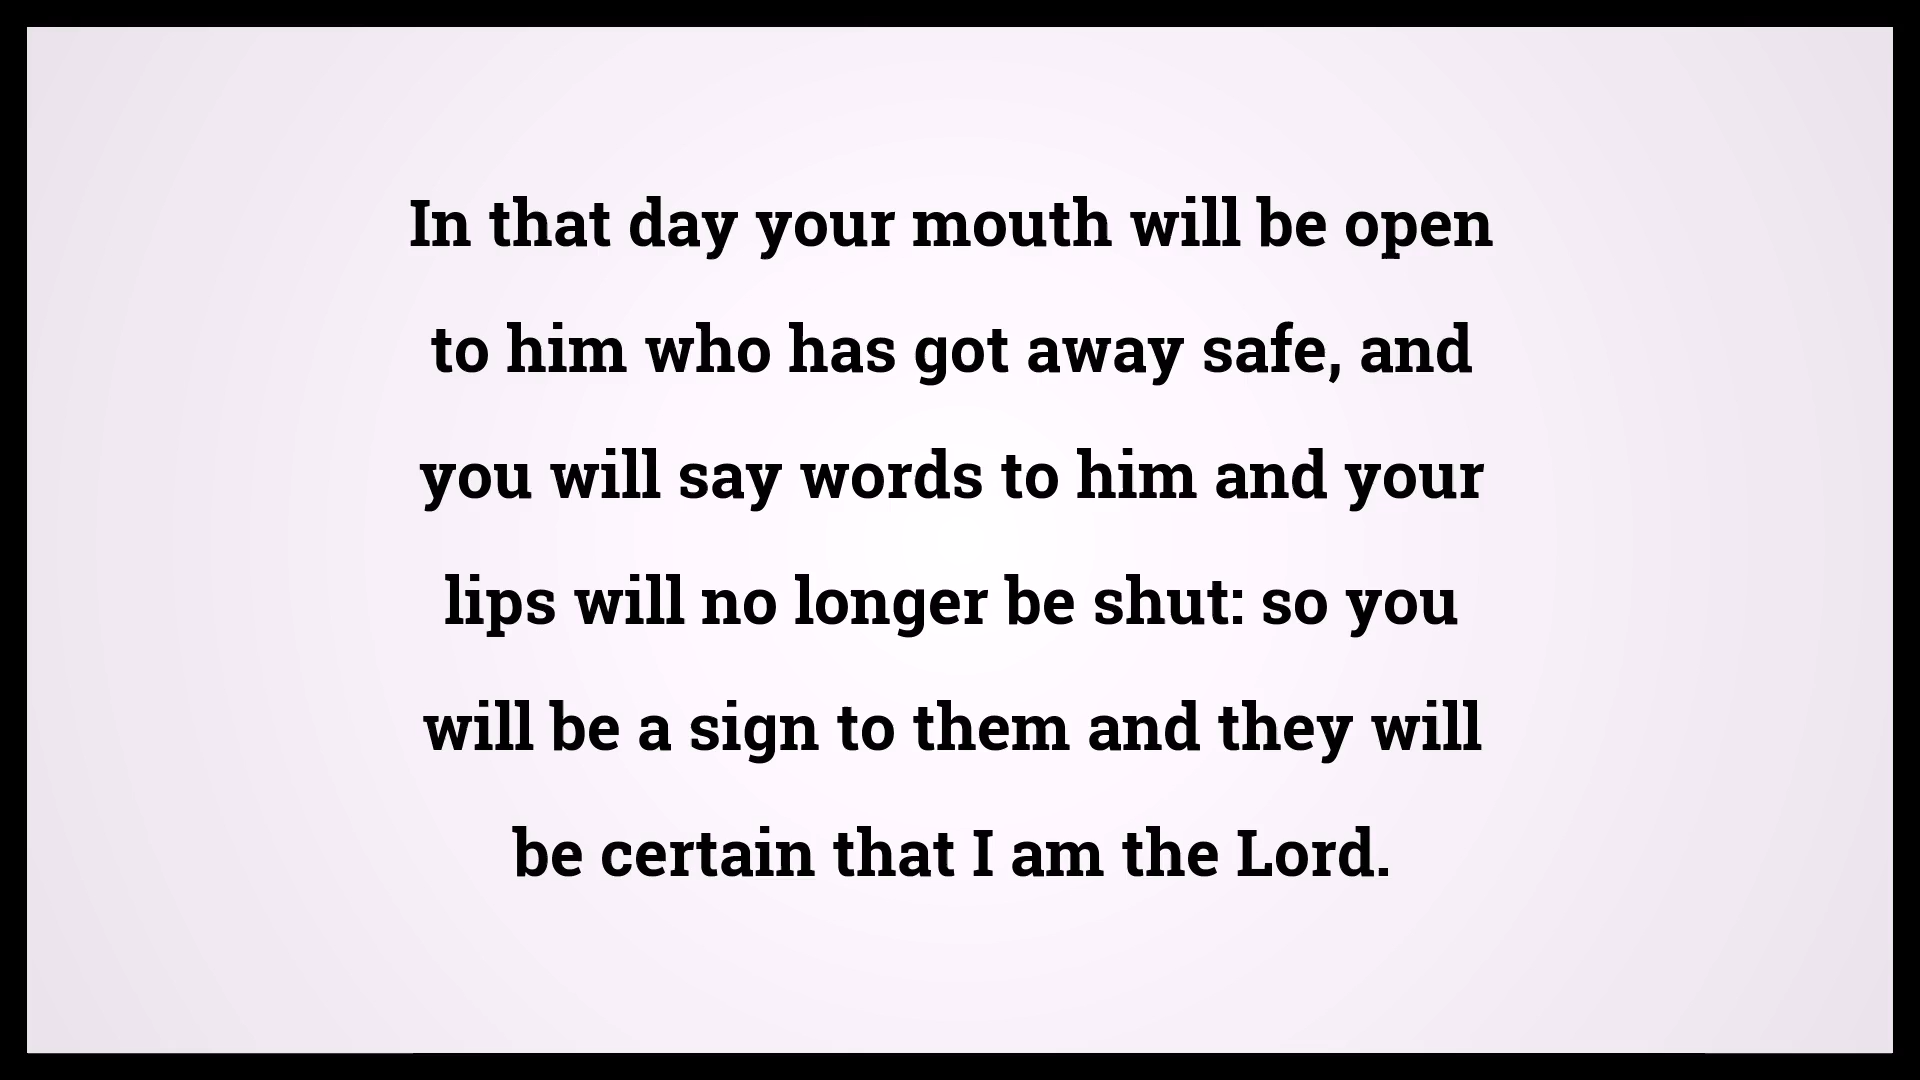 In that day your mouth will be open
to him who has got away safe, and
you will say words to him and your
lips will no longer be shut: so you
will be a sign to them and they will
be certain that I am the Lord.